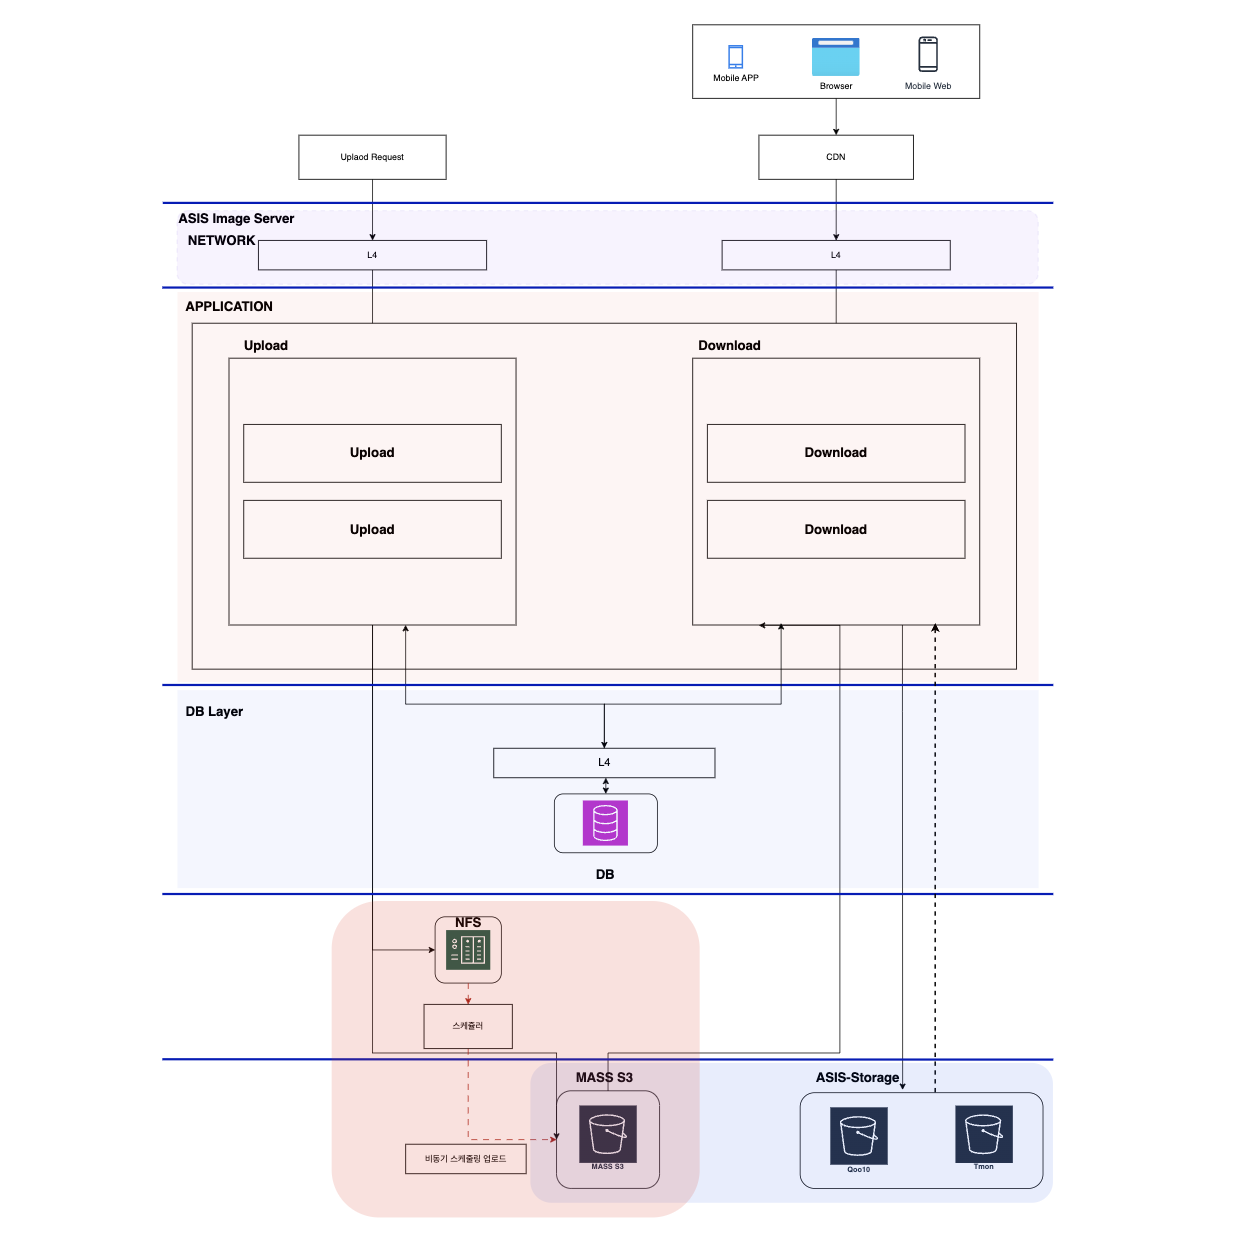 Mobile APP
Browser
Mobile Web
Uplaod Request
CDN
ASIS Image Server
NETWORK
L4
L4
APPLICATION
Upload
Download
Upload
Download
Upload
Download
DB Layer
L4
DB
NFS
스케쥴러
MASS S3
ASIS-Storage
비동기 스케줄링 업로드
MASS S3
Qoo10
Tmon